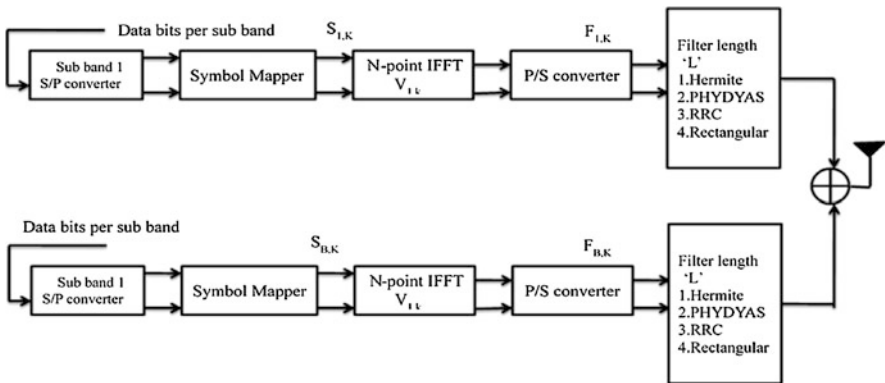 Data bits per sub band
S1,K
F1,K
Sub band 1
S/P converter
Symbol Mapper
N-point IFFT
V1k
P/S converter
Filter length
‘L’
1.Hermite
2.PHYDYAS
3.RRC
4.Rectangular
Data bits per sub band
SB,K
FB,K
Sub band 1
S/P converter
Symbol Mapper
N-point IFFT
V1k
P/S converter
Filter length
‘L’
1.Hermite
2.PHYDYAS
3.RRC
4.Rectangular